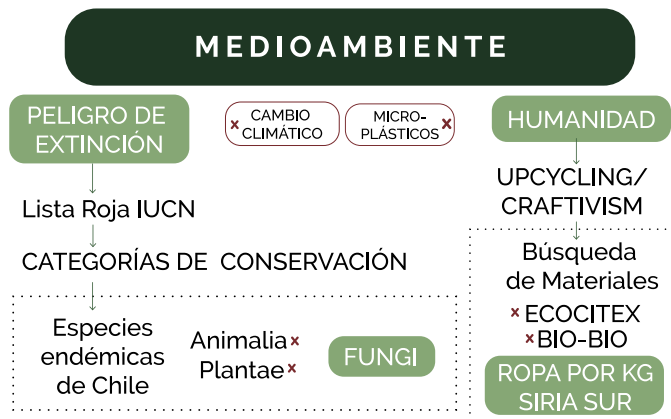 MEDIOAMBIENTE
PELIGRO DE
EXTINCIÓN
Lista Roja IUCN
CATEGORÍAS DE CONSERVACIÓN
Especies
endémicas
de Chile
Animalia x
Plantae x
FUNGI
x CAMBIO
CLIMÁTICO
MICRO-
PLÁSTICOS x
HUMANIDAD
UPCYCLING/
CRAFTIVISM
Búsqueda
de Materiales
x ECOCITEX
x BIO-BIO
ROPA POR KG
SIRIA SUR